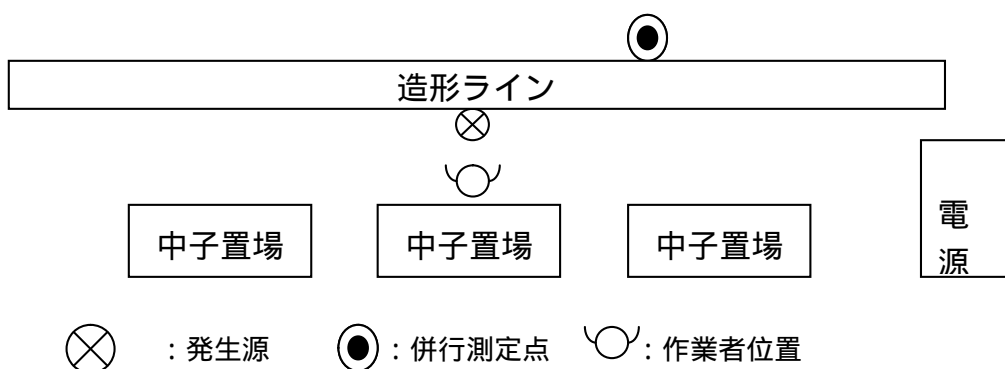 造形ライン
中子置場
中子置場
中子置場
電
源
：発生源
：併行測定点
：作業者位置